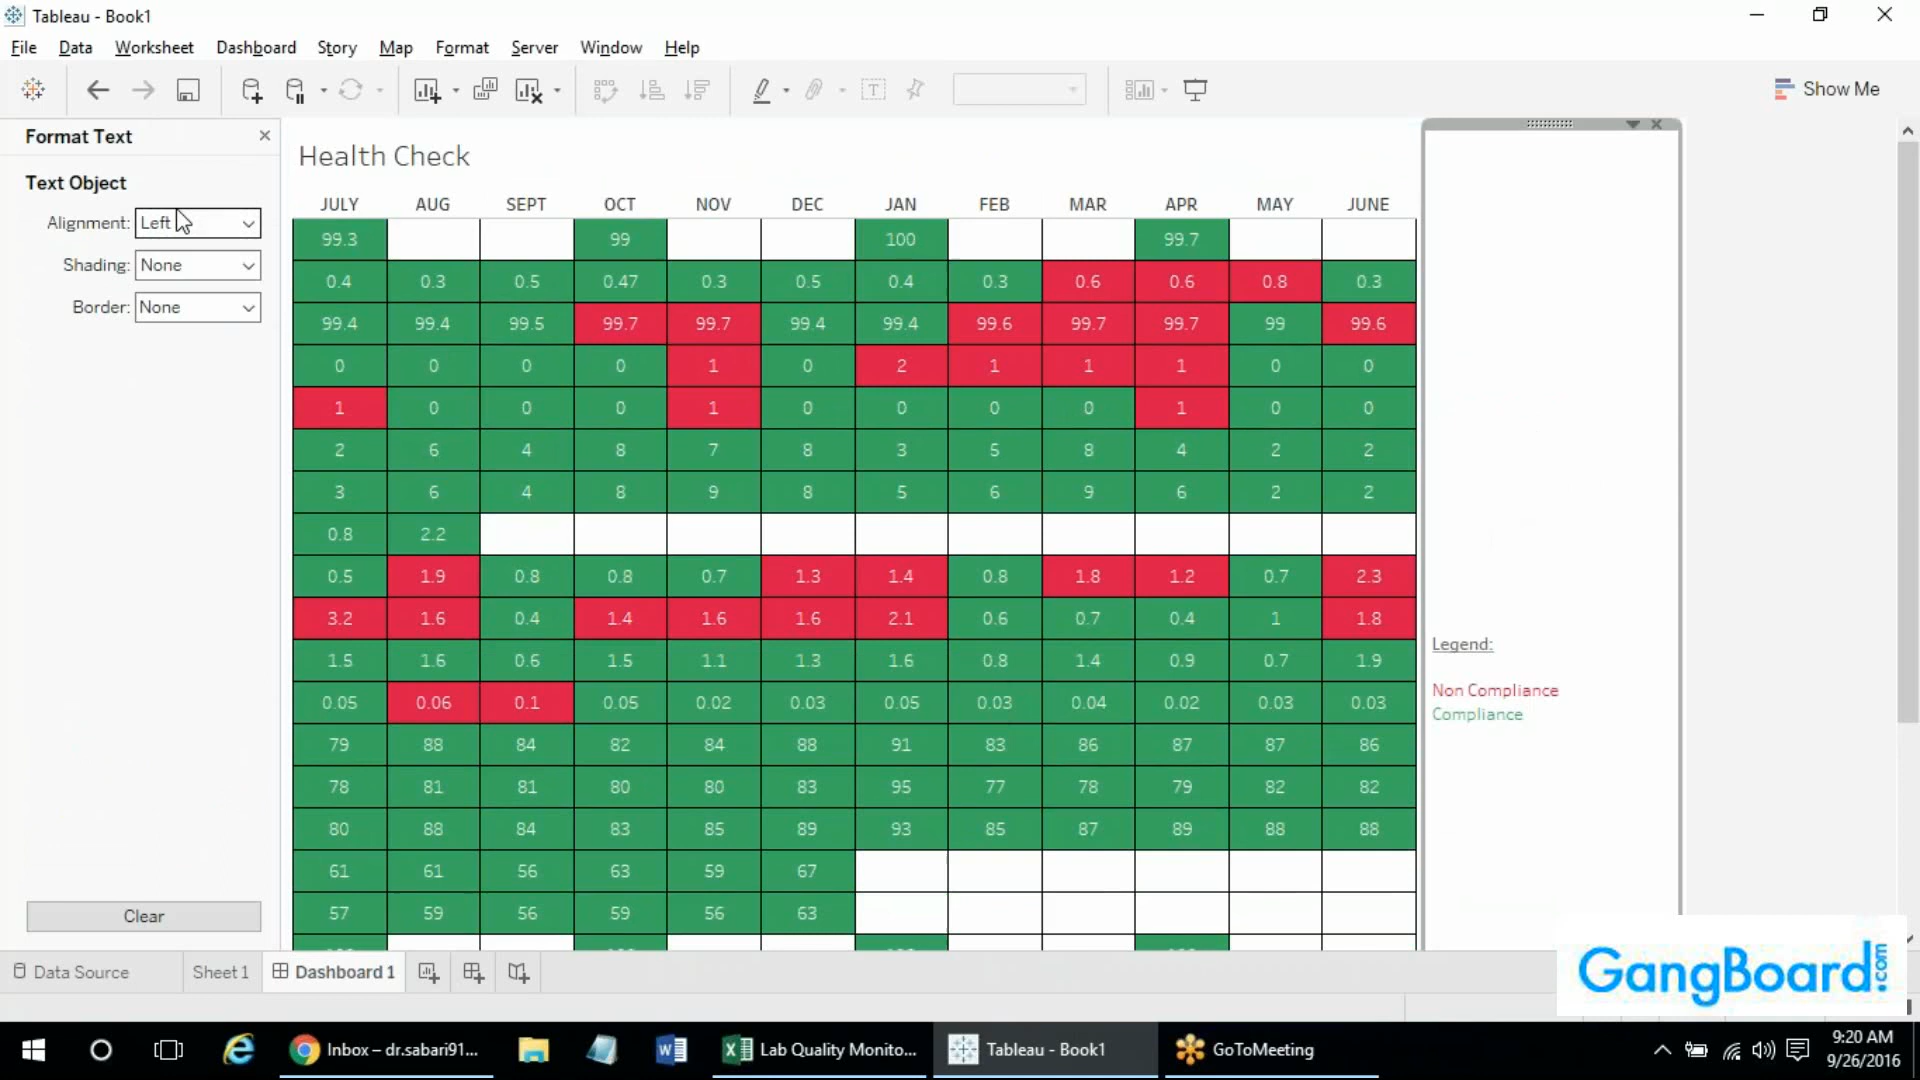 Tableau - Book1
File Data Worksheet Dashboard Story Map Format Server Window Help
Show Me
Format Text
Text Object
Alignment: Left
Shading: None
Border: None
Clear
Health Check
JULY AUG SEPT OCT NOV DEC JAN FEB MAR APR MAY JUNE
99.3 99 100 99.7
0.4 0.3 0.5 0.47 0.3 0.5 0.4 0.3 0.6 0.6 0.8 0.3
99.4 99.4 99.5 99.7 99.7 99.4 99.4 99.6 99.7 99.7 99 99.6
0 0 0 0 1 0 2 1 1 1 0 0
1 0 0 0 1 0 0 0 0 1 0 0
2 6 4 8 7 8 3 5 8 4 2 2
3 6 4 8 9 8 5 6 9 6 2 2
0.8 2.2
0.5 1.9 0.8 0.8 0.7 1.3 1.4 0.8 1.8 1.2 0.7 2.3
3.2 1.6 0.4 1.4 1.6 1.6 2.1 0.6 0.7 0.4 1 1.8
1.5 1.6 0.6 1.5 1.1 1.3 1.6 0.8 1.4 0.9 0.7 1.9
0.05 0.06 0.1 0.05 0.02 0.03 0.05 0.03 0.04 0.02 0.03 0.03
79 88 84 82 84 88 91 83 86 87 87 86
78 81 81 80 80 83 95 77 78 79 82 82
80 88 84 83 85 89 93 85 87 89 88 88
61 61 56 63 59 67
57 59 56 59 56 63
Legend:
Non Compliance
Compliance
GangBoard.com
Data Source Sheet 1 Dashboard 1
Inbox – dr.sabari91... Lab Quality Monito... Tableau - Book1 GoToMeeting
9:20 AM
9/26/2016